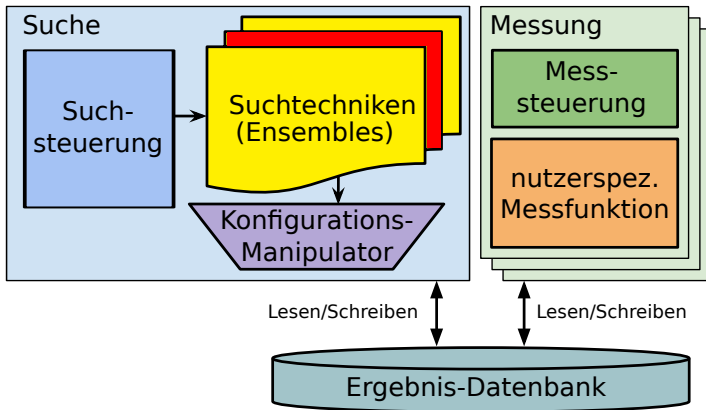 Suche
Such-
steuerung
Suchtechniken
(Ensembles)
Konfigurations-
Manipulator
Messung
Mess-
steuerung
nutzerspez.
Messfunktion
Lesen/Schreiben
Lesen/Schreiben
Ergebnis-Datenbank